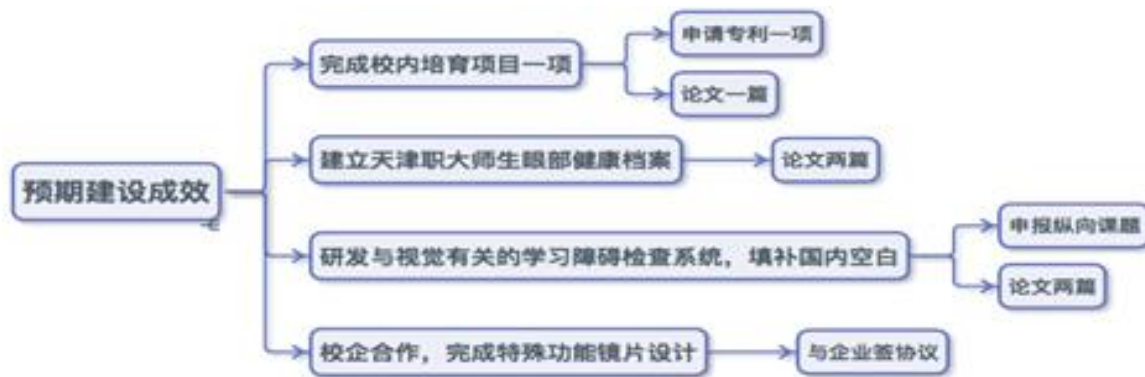 预期建设成效
完成校内培育项目一项
申请专利一项
论文一篇
建立天津职大师生眼部健康档案
论文两篇
研发与视觉有关的学习障碍检查系统，填补国内空白
申报纵向课题
论文两篇
校企合作，完成特殊功能镜片设计
与企业签协议